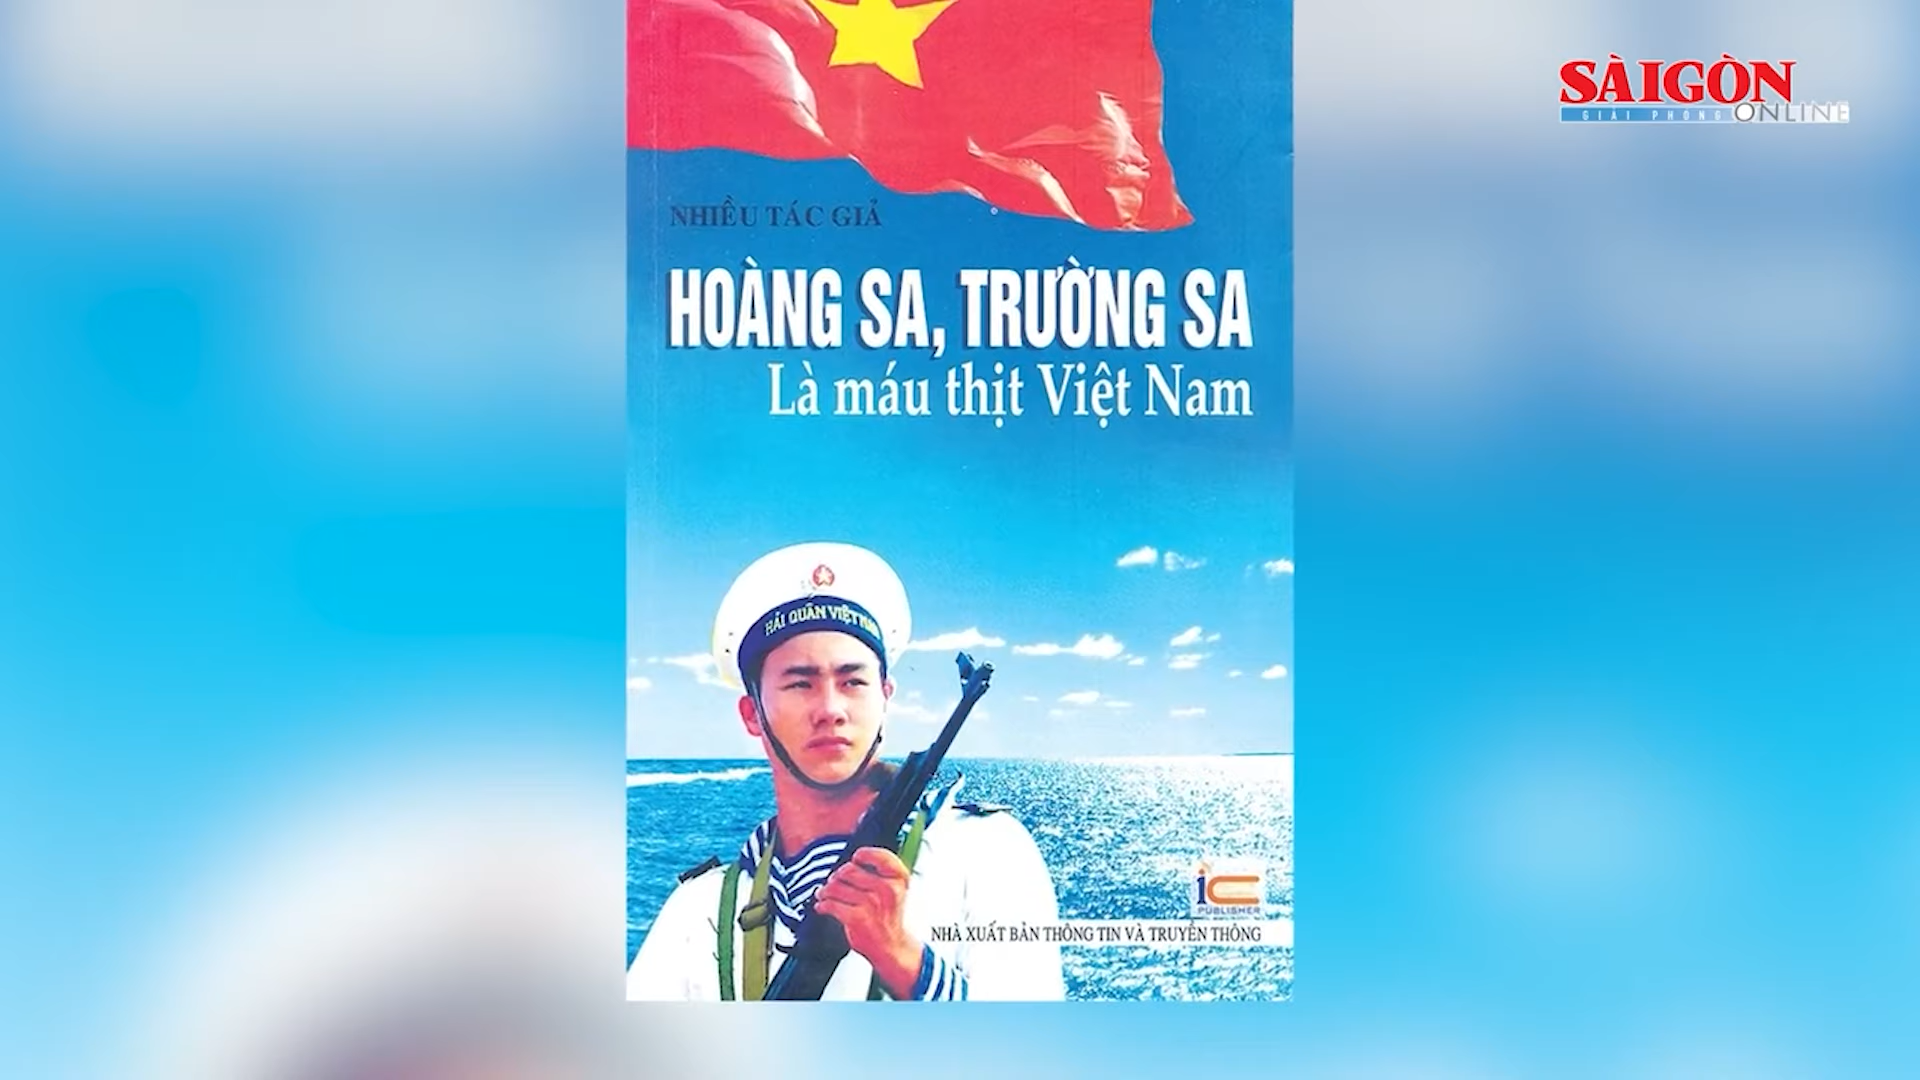 SÀIGÒN
GIẢI PHÓNG ONLINE
NHIỀU TÁC GIẢ
HOÀNG SA, TRƯỜNG SA
Là máu thịt Việt Nam
HẢI QUÂN VIỆT NAM
iC
PUBLISHER
NHÀ XUẤT BẢN THÔNG TIN VÀ TRUYỀN THÔNG